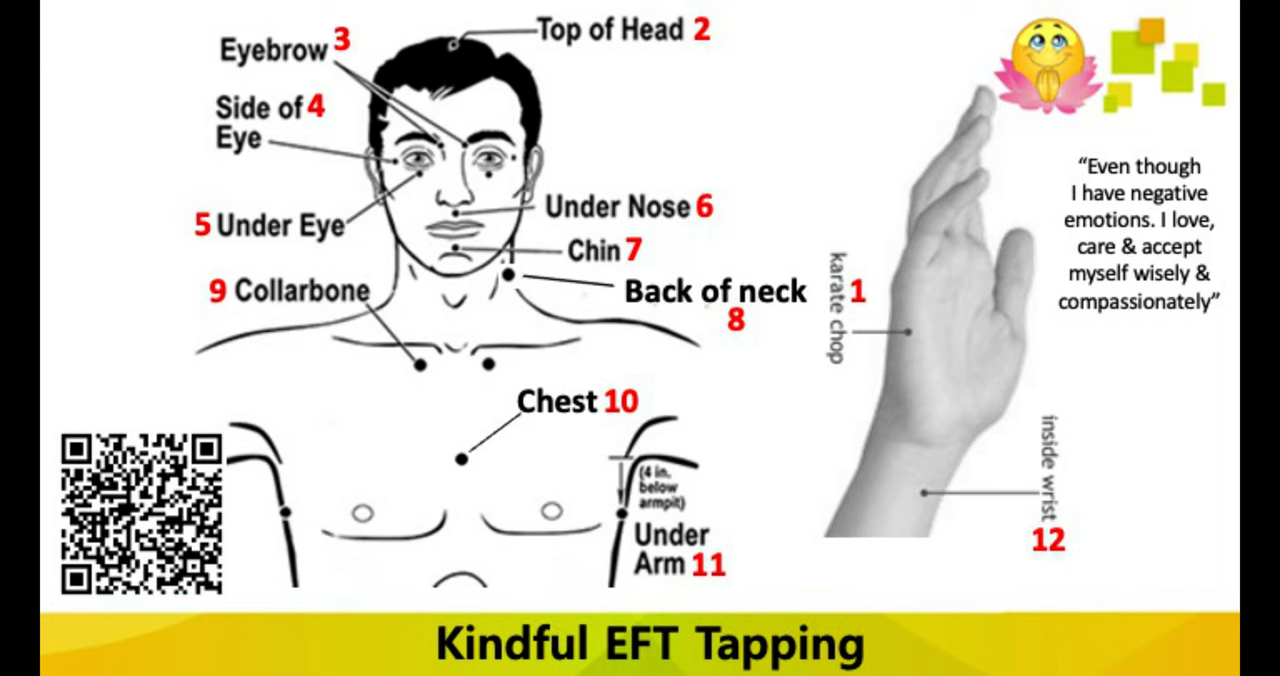 Top of Head 2
Eyebrow 3
Side of 4
Eye
5 Under Eye
Under Nose 6
Chin 7
9 Collarbone
Back of neck
8
karate chop
1
“Even though
I have negative
emotions. I love,
care & accept
myself wisely &
compassionately”
Chest 10
(4 in.
below
armpit)
Under
Arm 11
inside wrist
12
Kindful EFT Tapping